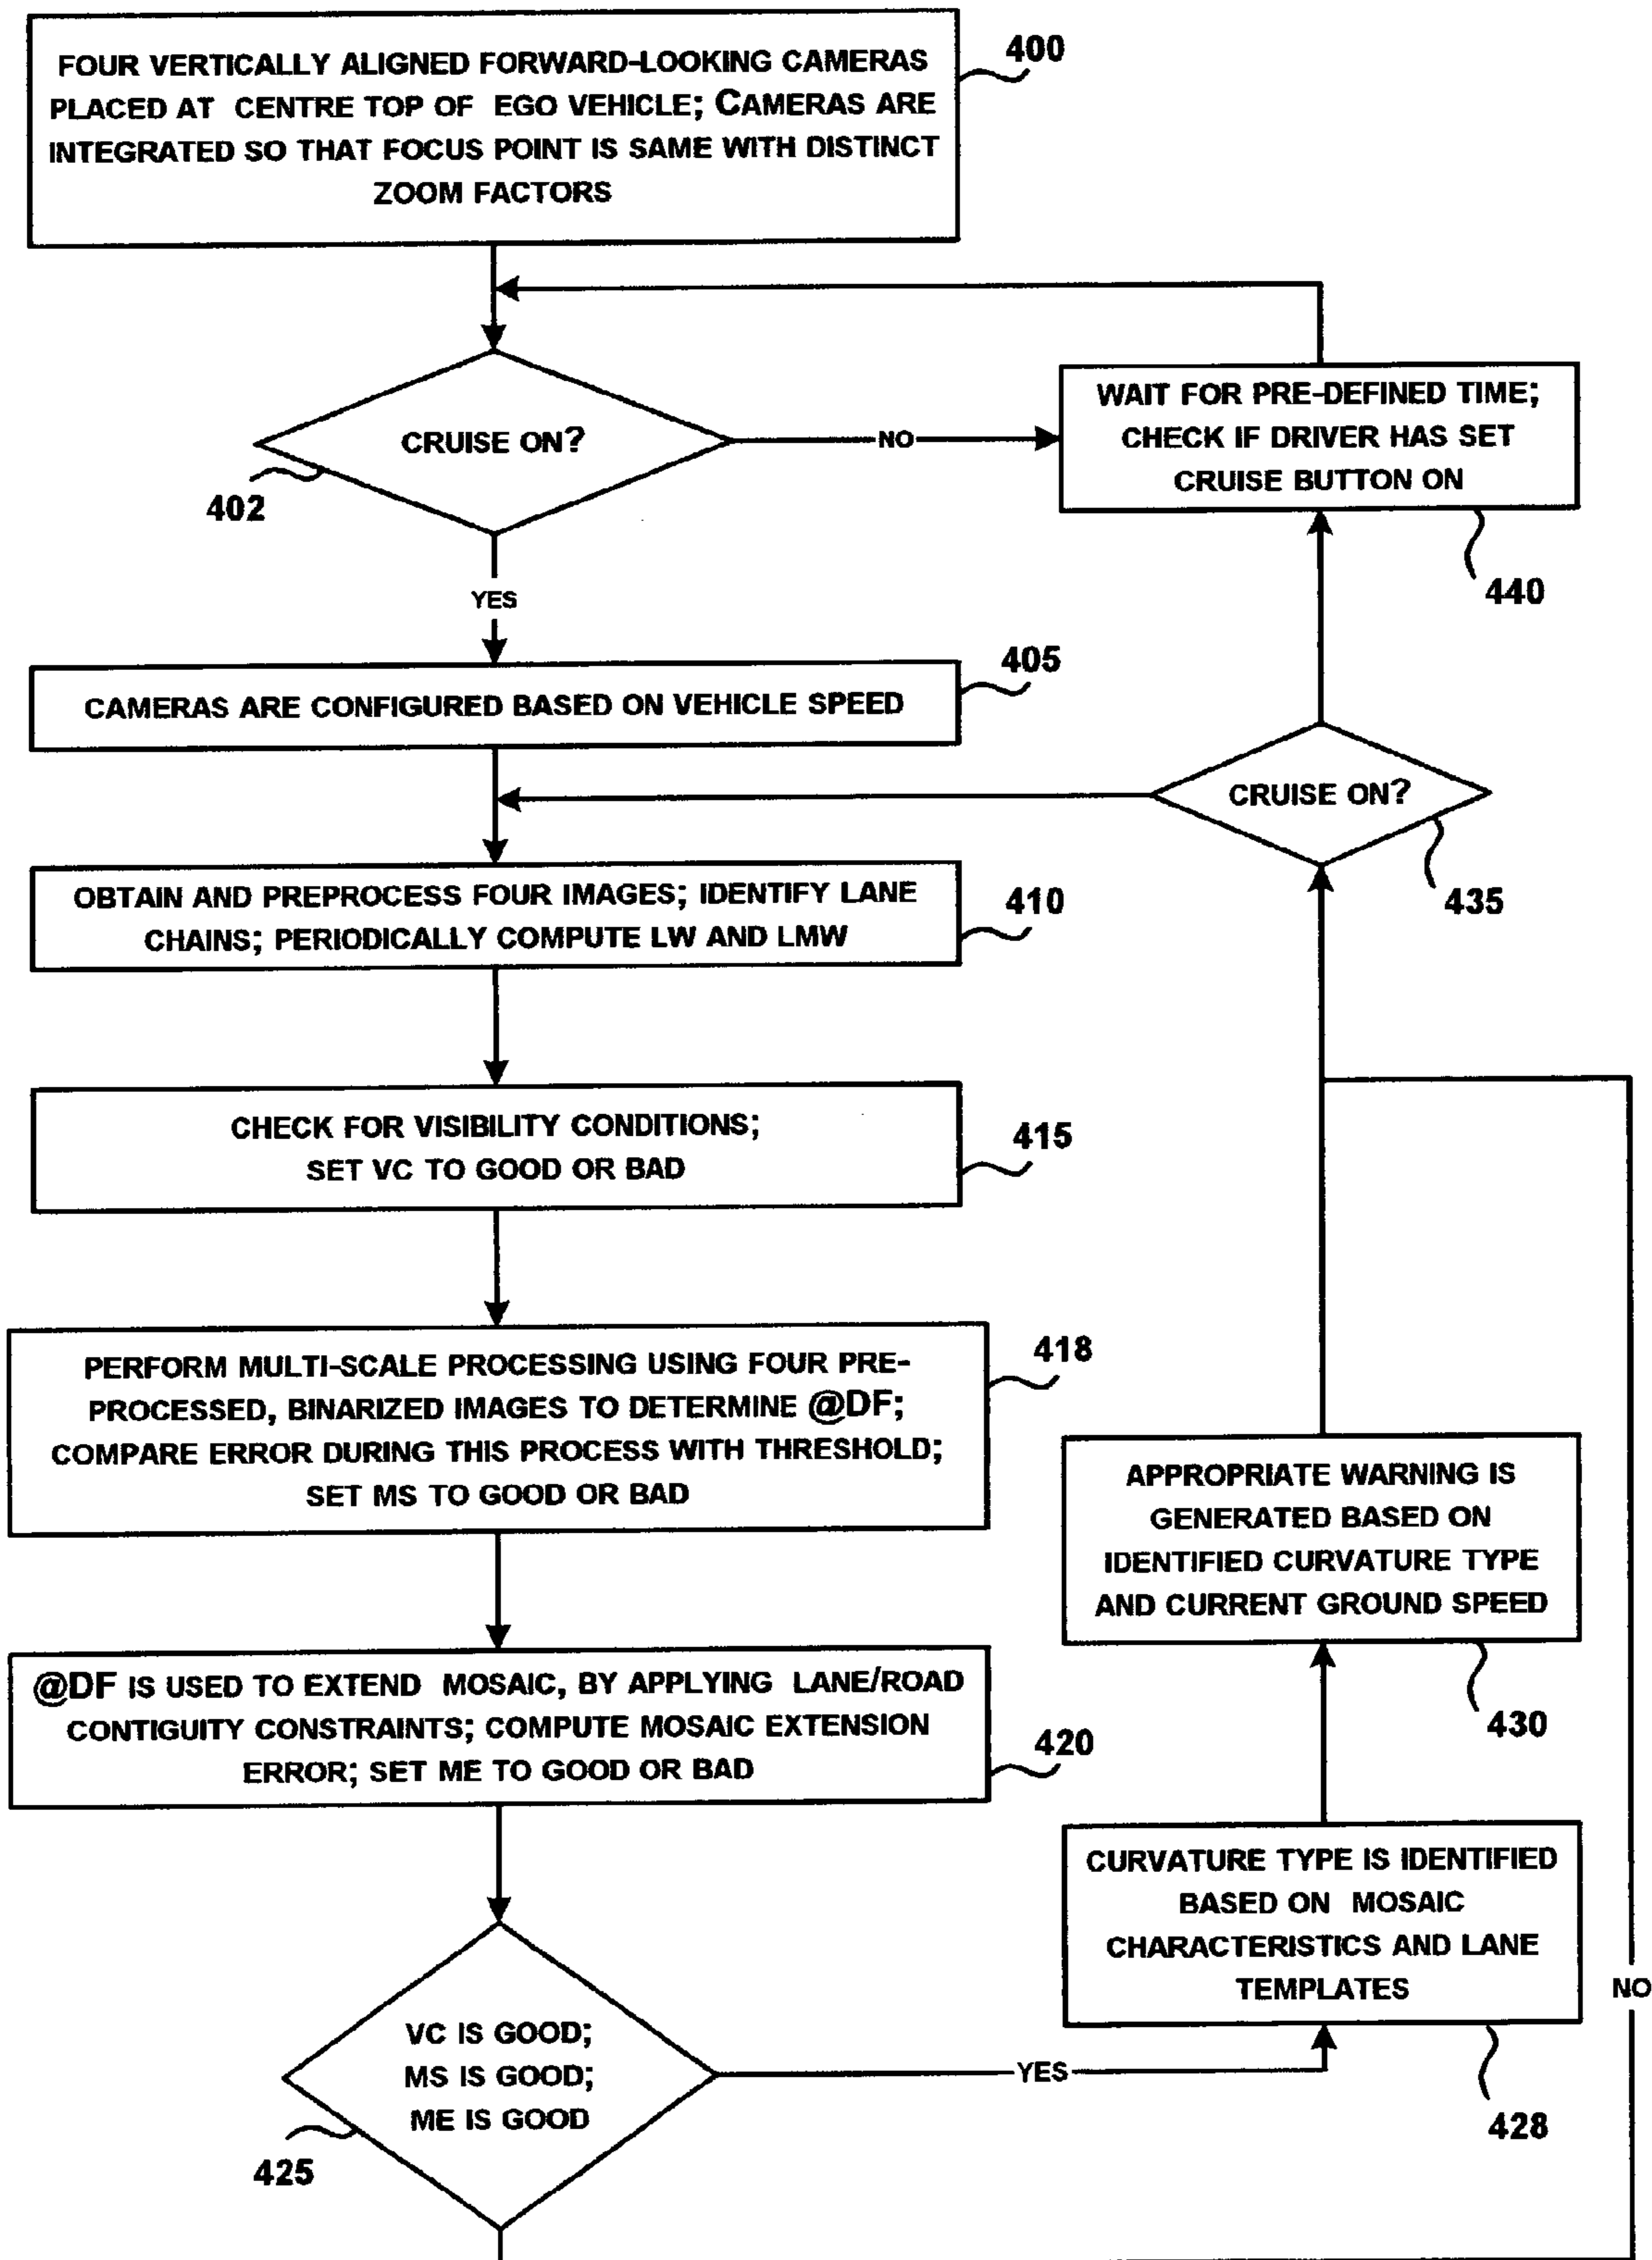 FOUR VERTICALLY ALIGNED FORWARD-LOOKING CAMERAS
PLACED AT CENTRE TOP OF EGO VEHICLE; CAMERAS ARE
INTEGRATED SO THAT FOCUS POINT IS SAME WITH DISTINCT
ZOOM FACTORS
400
CRUISE ON?
402
NO
WAIT FOR PRE-DEFINED TIME;
CHECK IF DRIVER HAS SET
CRUISE BUTTON ON
440
YES
CAMERAS ARE CONFIGURED BASED ON VEHICLE SPEED
405
CRUISE ON?
435
OBTAIN AND PREPROCESS FOUR IMAGES; IDENTIFY LANE
CHAINS; PERIODICALLY COMPUTE LW AND LMW
410
CHECK FOR VISIBILITY CONDITIONS;
SET VC TO GOOD OR BAD
415
PERFORM MULTI-SCALE PROCESSING USING FOUR PRE-
PROCESSED, BINARIZED IMAGES TO DETERMINE @DF;
COMPARE ERROR DURING THIS PROCESS WITH THRESHOLD;
SET MS TO GOOD OR BAD
418
@DF IS USED TO EXTEND MOSAIC, BY APPLYING LANE/ROAD
CONTIGUITY CONSTRAINTS; COMPUTE MOSAIC EXTENSION
ERROR; SET ME TO GOOD OR BAD
420
VC IS GOOD;
MS IS GOOD;
ME IS GOOD
425
YES
CURVATURE TYPE IS IDENTIFIED
BASED ON MOSAIC
CHARACTERISTICS AND LANE
TEMPLATES
428
APPROPRIATE WARNING IS
GENERATED BASED ON
IDENTIFIED CURVATURE TYPE
AND CURRENT GROUND SPEED
430
NO